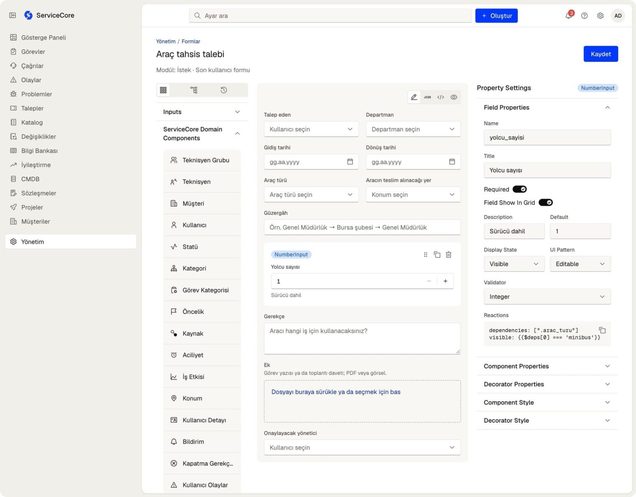 ServiceCore
Ayar ara
+ Oluştur
3
AD
Gösterge Paneli
Görevler
Çağrılar
Olaylar
Problemler
Talepler
Katalog
Değişiklikler
Bilgi Bankası
İyileştirme
CMDB
Sözleşmeler
Projeler
Müşteriler
Yönetim
Yönetim / Formlar
Araç tahsis talebi
Modül: İstek · Son kullanıcı formu
Kaydet
Inputs
ServiceCore Domain
Components
Teknisyen Grubu
Teknisyen
Müşteri
Kullanıcı
Statü
Kategori
Görev Kategorisi
Öncelik
Kaynak
Aciliyet
İş Etkisi
Konum
Kullanıcı Detayı
Bildirim
Kapatma Gerekç...
Kullanıcı Olaylar
</> 
Talep eden
Departman
Kullanıcı seçin
Departman seçin
Gidiş tarihi
Dönüş tarihi
gg.aa.yyyy
gg.aa.yyyy
Araç türü
Aracın teslim alınacağı yer
Araç türü seçin
Konum seçin
Güzergâh
Örn. Genel Müdürlük → Bursa şubesi → Genel Müdürlük
NumberInput
Yolcu sayısı
1
Sürücü dahil
Gerekçe
Aracı hangi iş için kullanacaksınız?
Ek
Görev yazısı ya da toplantı daveti; PDF veya görsel.
Dosyayı buraya sürükle ya da seçmek için bas
Onaylayacak yönetici
Kullanıcı seçin
Property Settings
NumberInput
Field Properties
Name
yolcu_sayisi
Title
Yolcu sayısı
Required
Field Show In Grid
Description
Default
Sürücü dahil
1
Display State
UI Pattern
Visible
Editable
Validator
Integer
Reactions
dependencies: [".arac_turu"]
visible: {{$deps[0] === 'minibus'}}
Component Properties
Decorator Properties
Component Style
Decorator Style